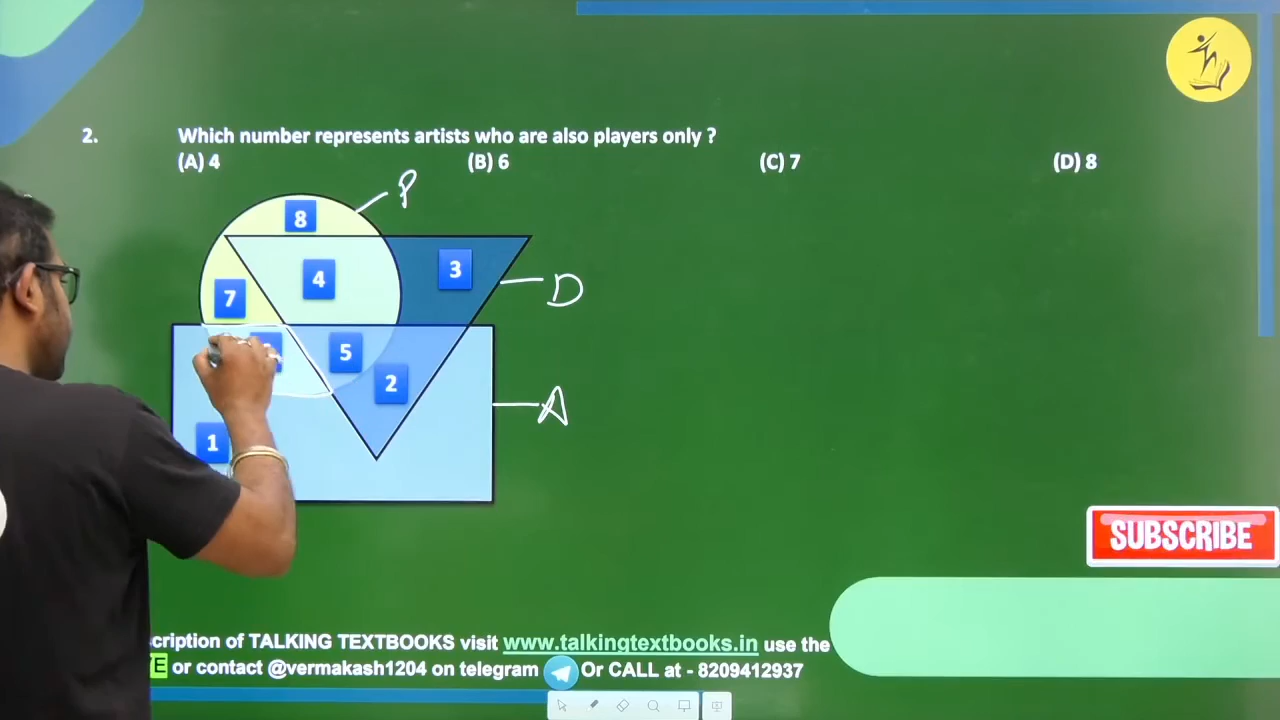 2. Which number represents artists who are also players only ?
(A) 4 (B) 6 (C) 7 (D) 8
P
8
4
3
7
D
5
2
A
1
SUBSCRIBE
of TALKING TEXTBOOKS visit www.talkingtextbooks.in use the
or contact @vermakash1204 on telegram Or CALL at - 8209412937